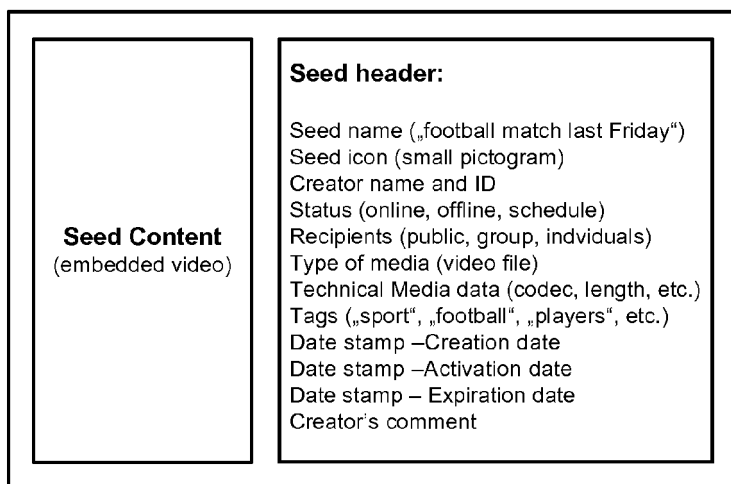 Seed Content
(embedded video)
Seed header:
Seed name („football match last Friday“)
Seed icon (small pictogram)
Creator name and ID
Status (online, offline, schedule)
Recipients (public, group, indviduals)
Type of media (video file)
Technical Media data (codec, length, etc.)
Tags („sport“, „football“, „players“, etc.)
Date stamp –Creation date
Date stamp –Activation date
Date stamp – Expiration date
Creator’s comment